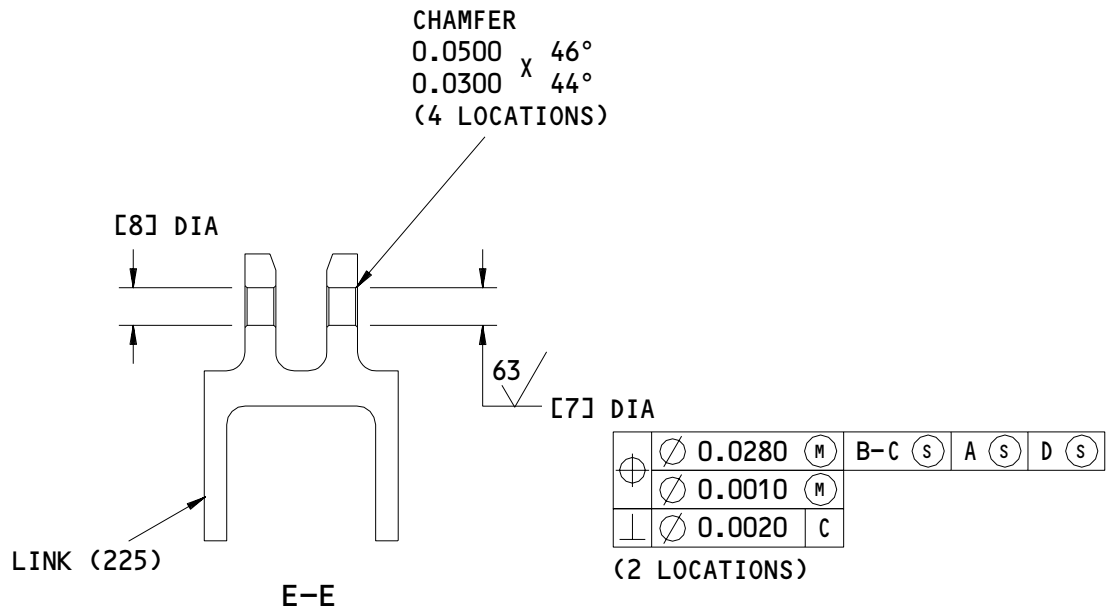 CHAMFER
0.0500 X 46°
0.0300 44°
(4 LOCATIONS)
[8] DIA
63
[7] DIA
⌖ ⌀ 0.0280 Ⓜ B-C Ⓢ A Ⓢ D Ⓢ
⌀ 0.0010 Ⓜ
⊥ ⌀ 0.0020 C
(2 LOCATIONS)
LINK (225)
E-E